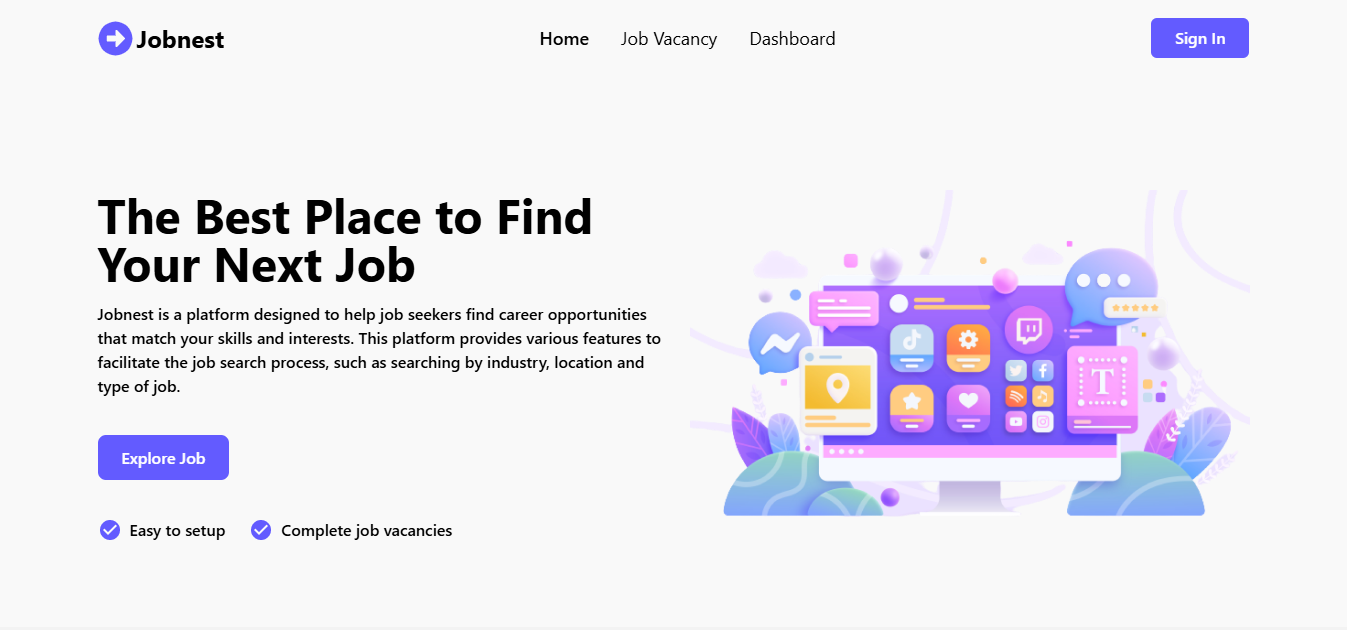 Jobnest
Home
Job Vacancy
Dashboard
Sign In
The Best Place to Find
Your Next Job
Jobnest is a platform designed to help job seekers find career opportunities
that match your skills and interests. This platform provides various features to
facilitate the job search process, such as searching by industry, location and
type of job.
T
Explore Job
Easy to setup
Complete job vacancies